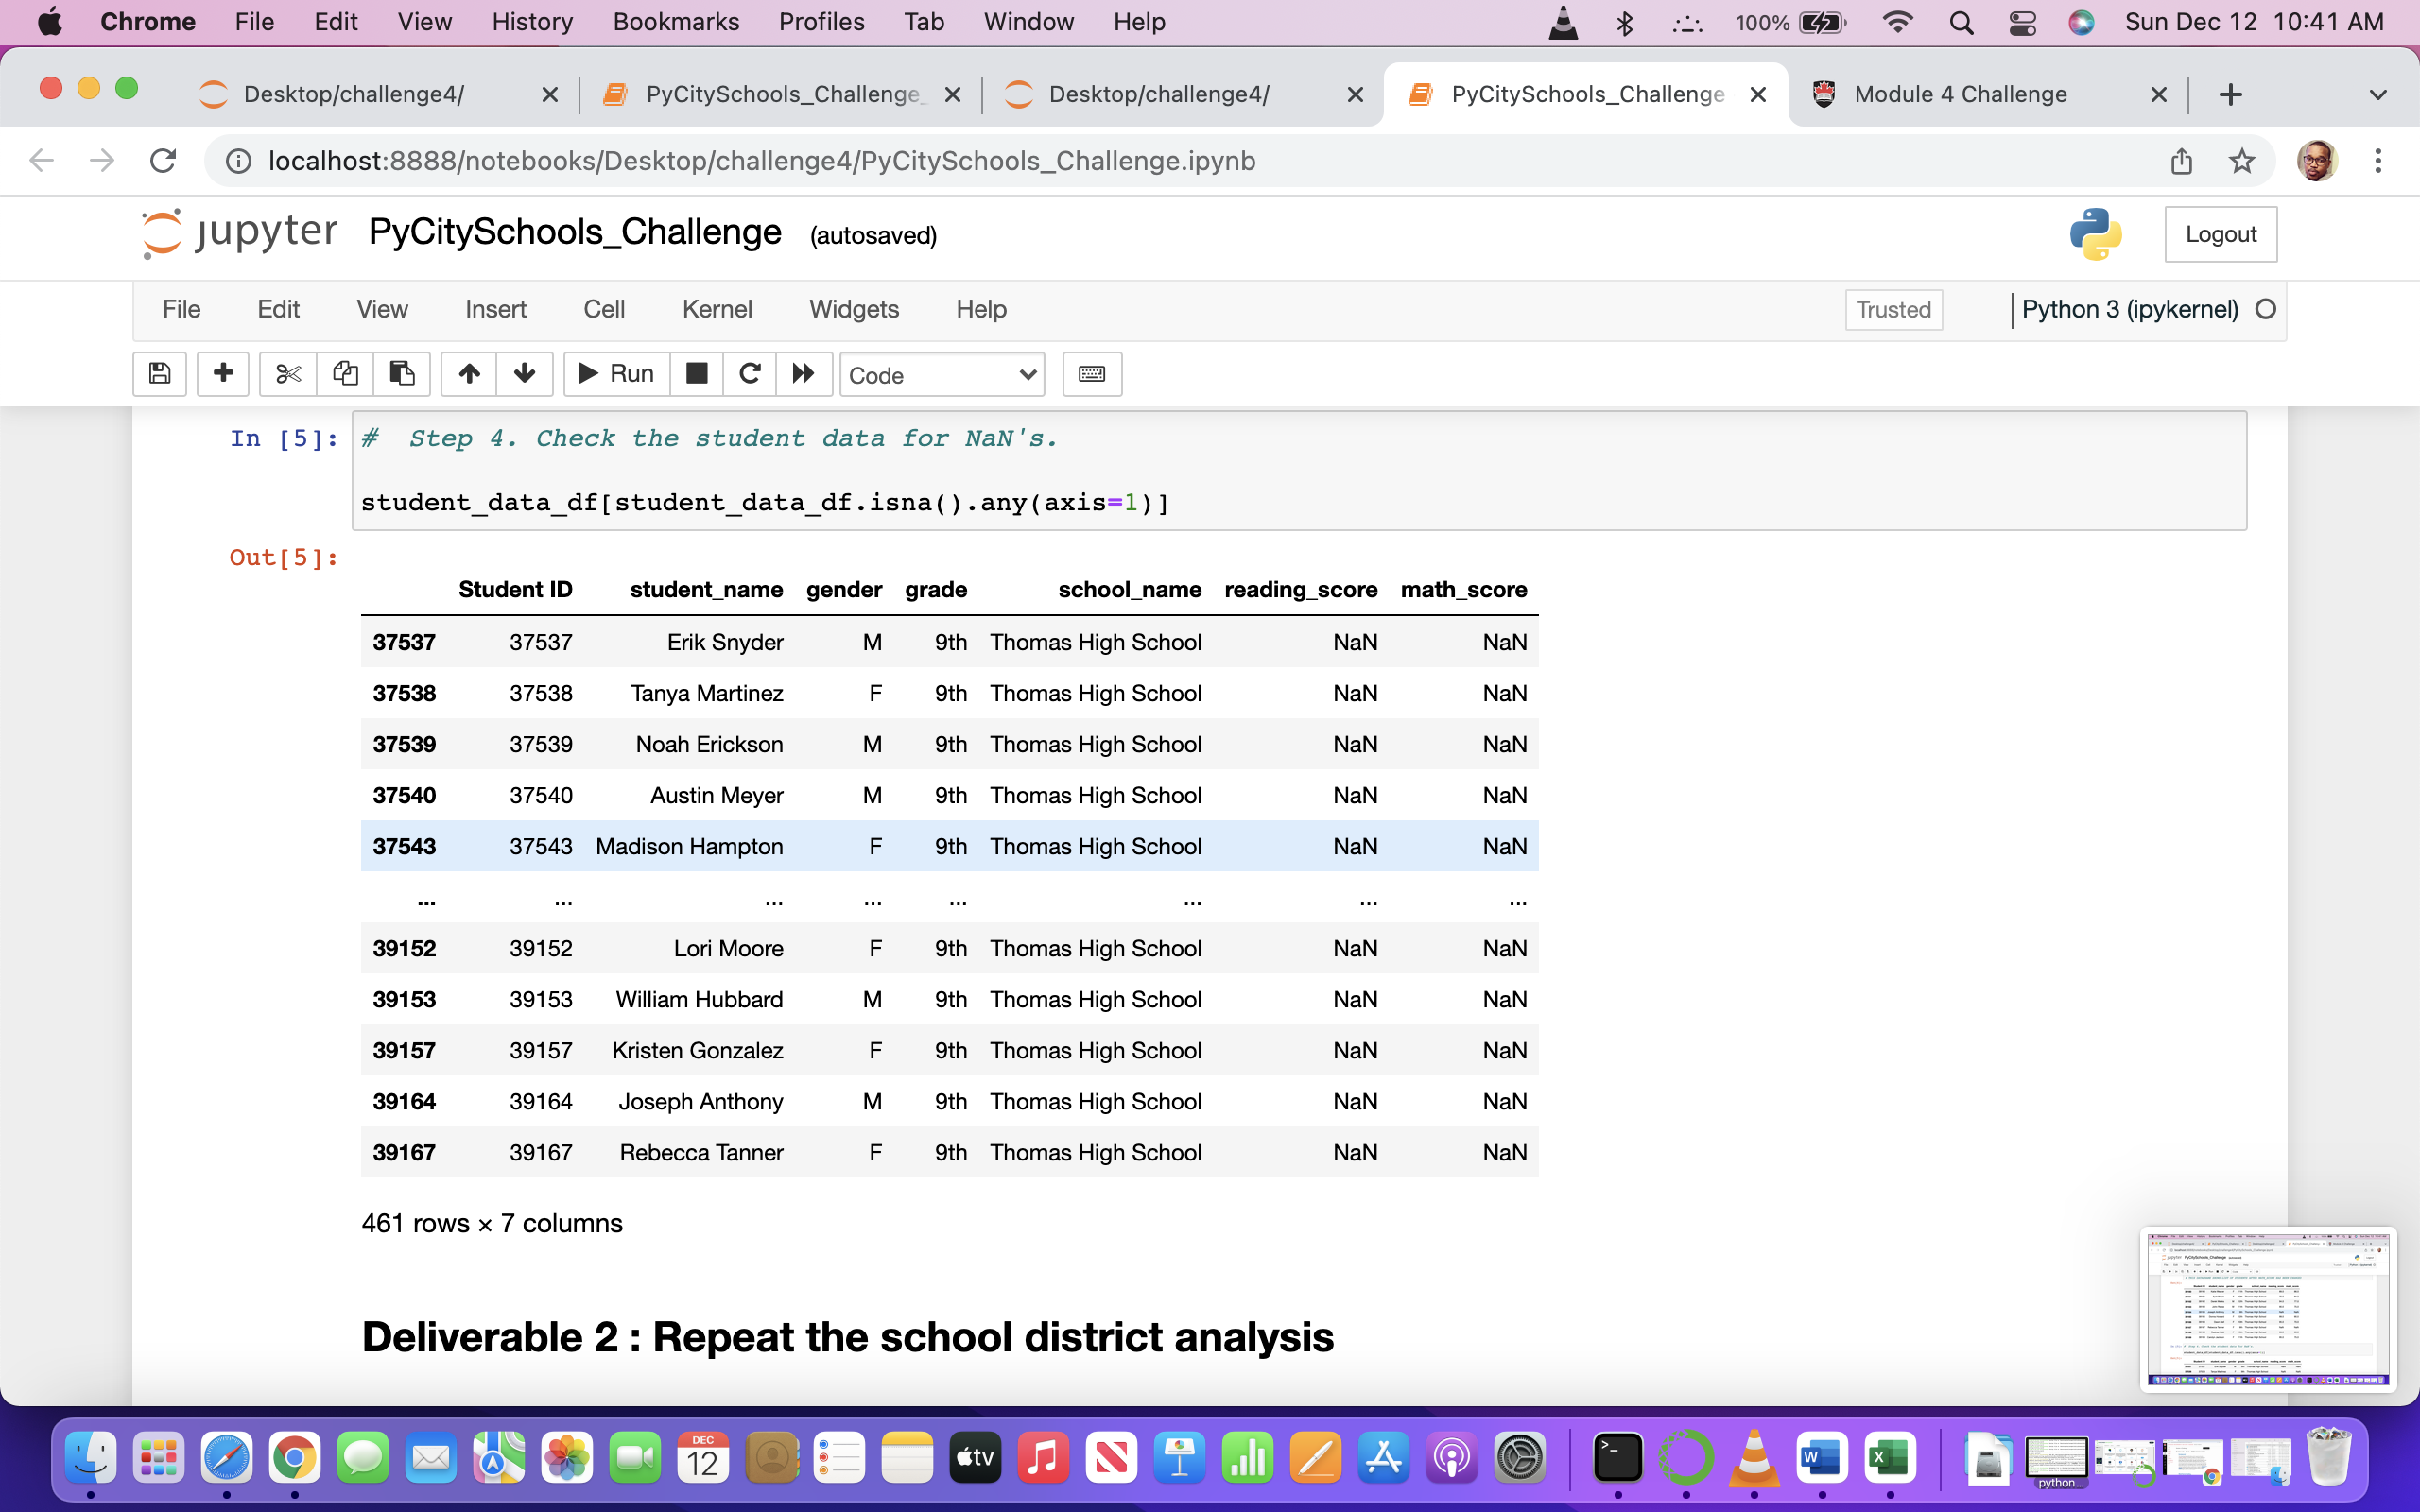 Chrome File Edit View History Bookmarks Profiles Tab Window Help 100% Sun Dec 12 10:41 AM
Desktop/challenge4/ PyCitySchools_Challenge_ Desktop/challenge4/ PyCitySchools_Challenge Module 4 Challenge
localhost:8888/notebooks/Desktop/challenge4/PyCitySchools_Challenge.ipynb
jupyter PyCitySchools_Challenge (autosaved) Logout
File Edit View Insert Cell Kernel Widgets Help Trusted Python 3 (ipykernel)
Run Code
In [5]: # Step 4. Check the student data for NaN's.
student_data_df[student_data_df.isna().any(axis=1)]
Out[5]:
Student ID student_name gender grade school_name reading_score math_score
37537 37537 Erik Snyder M 9th Thomas High School NaN NaN
37538 37538 Tanya Martinez F 9th Thomas High School NaN NaN
37539 37539 Noah Erickson M 9th Thomas High School NaN NaN
37540 37540 Austin Meyer M 9th Thomas High School NaN NaN
37543 37543 Madison Hampton F 9th Thomas High School NaN NaN
... ... ... ... ... ... ... ...
39152 39152 Lori Moore F 9th Thomas High School NaN NaN
39153 39153 William Hubbard M 9th Thomas High School NaN NaN
39157 39157 Kristen Gonzalez F 9th Thomas High School NaN NaN
39164 39164 Joseph Anthony M 9th Thomas High School NaN NaN
39167 39167 Rebecca Tanner F 9th Thomas High School NaN NaN
461 rows × 7 columns
Deliverable 2 : Repeat the school district analysis
DEC
12
tv
python...